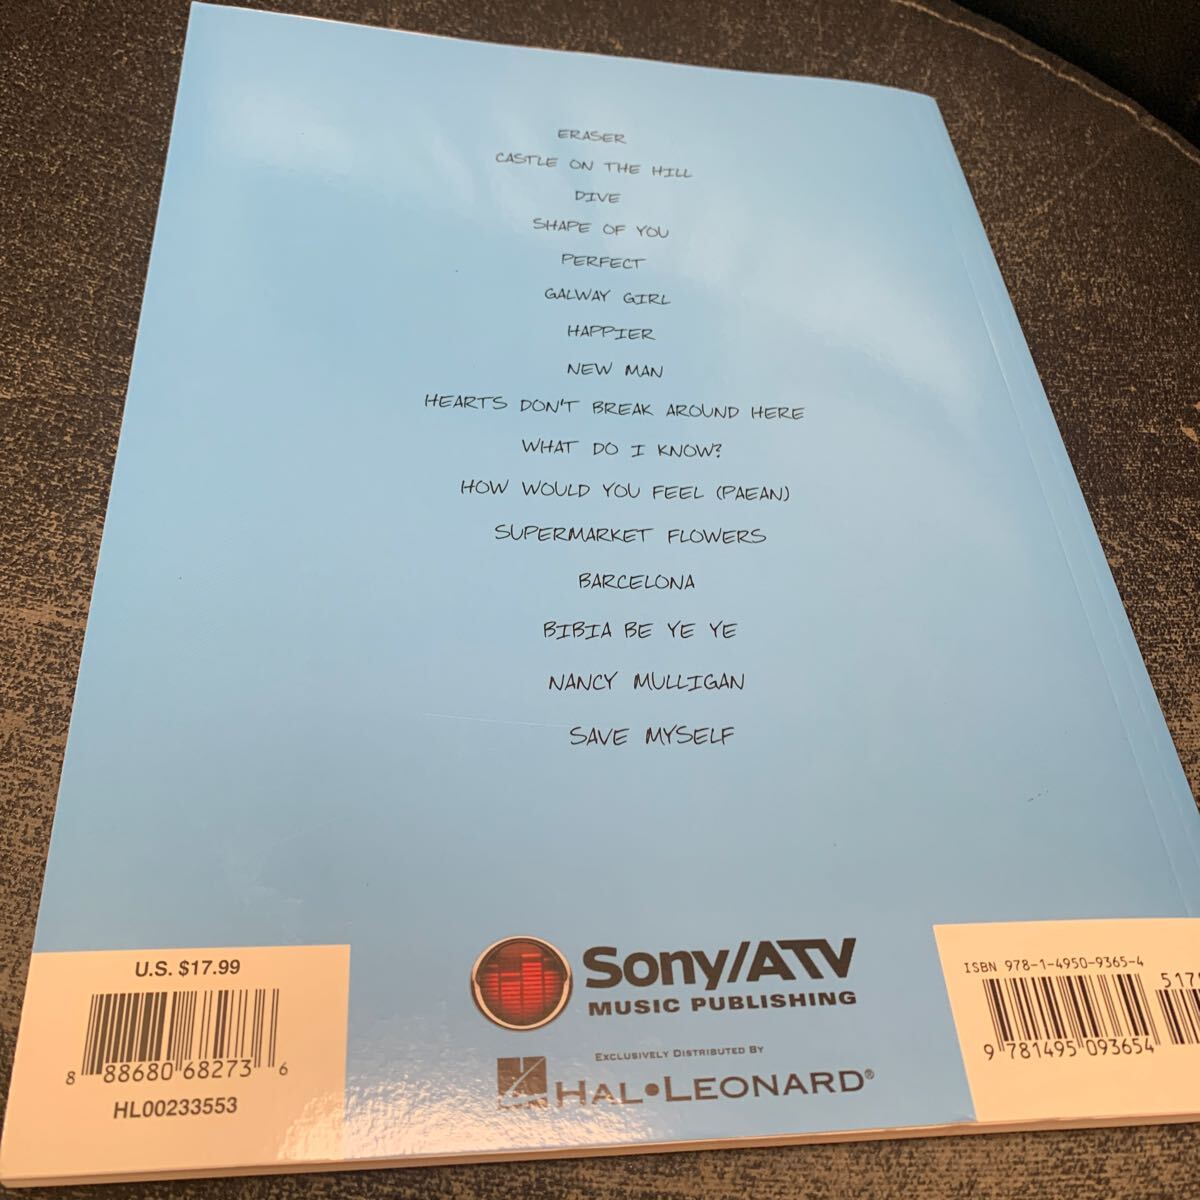 ERASER
CASTLE ON THE HILL
DIVE
SHAPE OF YOU
PERFECT
GALWAY GIRL
HAPPIER
NEW MAN
HEARTS DON'T BREAK AROUND HERE
WHAT DO I KNOW?
HOW WOULD YOU FEEL (PAEAN)
SUPERMARKET FLOWERS
BARCELONA
BIBIA BE YE YE
NANCY MULLIGAN
SAVE MYSELF
U.S. $17.99
8 88680 68273 6
HL00233553
Sony/ATV
MUSIC PUBLISHING
EXCLUSIVELY DISTRIBUTED BY
HAL•LEONARD®
ISBN 978-1-4950-9365-4
9 781495 093654